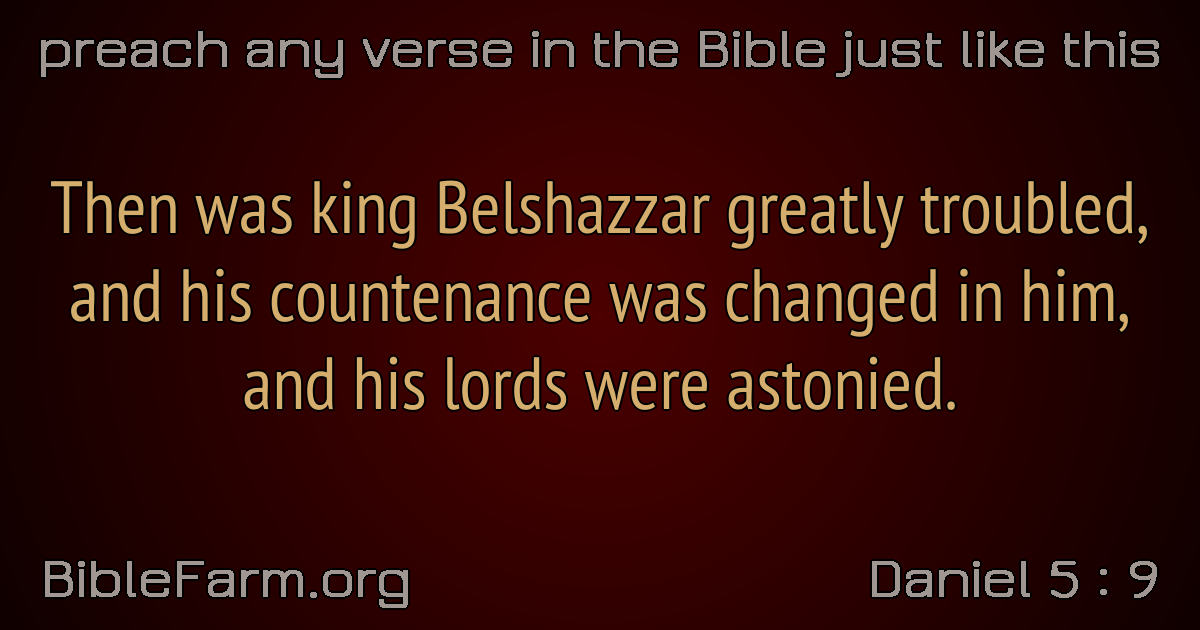 preach any verse in the Bible just like this
Then was king Belshazzar greatly troubled,
and his countenance was changed in him,
and his lords were astonied.
BibleFarm.org
Daniel 5 : 9